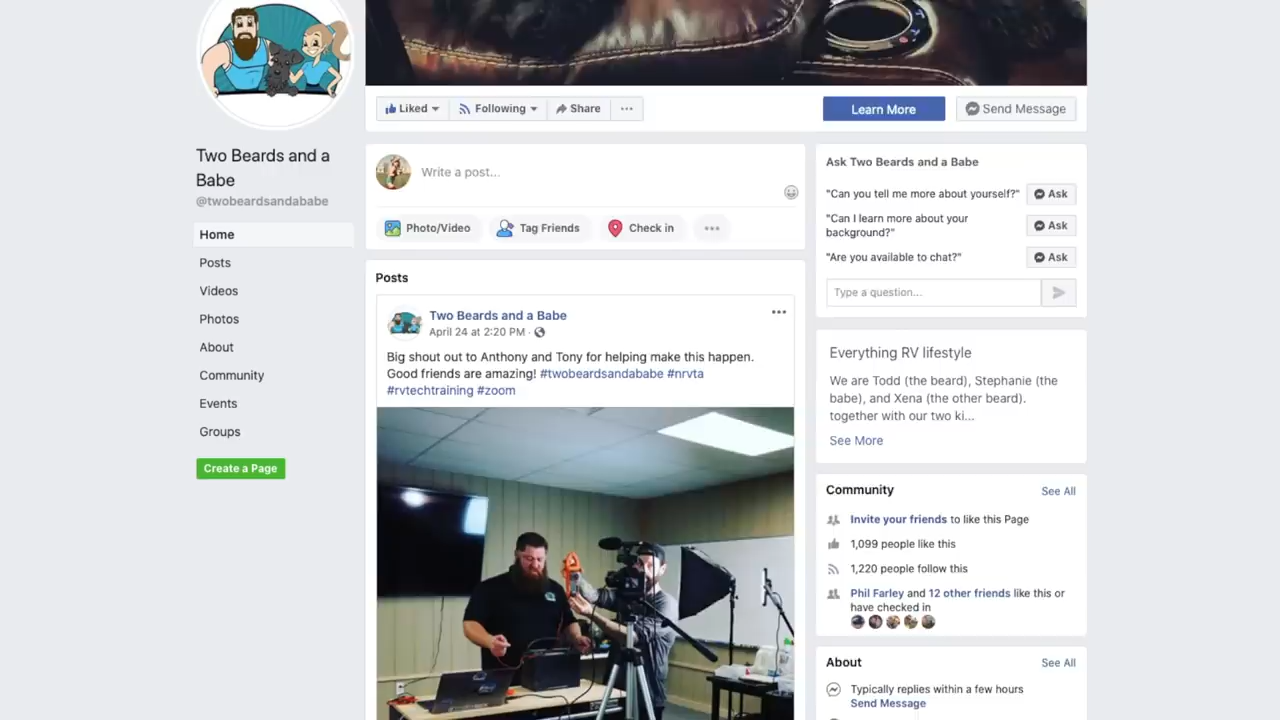 Liked
Following
Share
Learn More
Send Message
Two Beards and a
Babe
@twobeardsandababe
Home
Posts
Videos
Photos
About
Community
Events
Groups
Create a Page
Write a post...
Photo/Video
Tag Friends
Check in
Posts
Two Beards and a Babe
April 24 at 2:20 PM ·
Big shout out to Anthony and Tony for helping make this happen.
Good friends are amazing! #twobeardsandababe #nrvta
#rvtechtraining #zoom
Ask Two Beards and a Babe
"Can you tell me more about yourself?"
Ask
"Can I learn more about your
background?"
Ask
"Are you available to chat?"
Ask
Type a question...
Everything RV lifestyle
We are Todd (the beard), Stephanie (the
babe), and Xena (the other beard).
together with our two ki...
See More
Community
See All
Invite your friends to like this Page
1,099 people like this
1,220 people follow this
Phil Farley and 12 other friends like this or
have checked in
About
See All
Typically replies within a few hours
Send Message